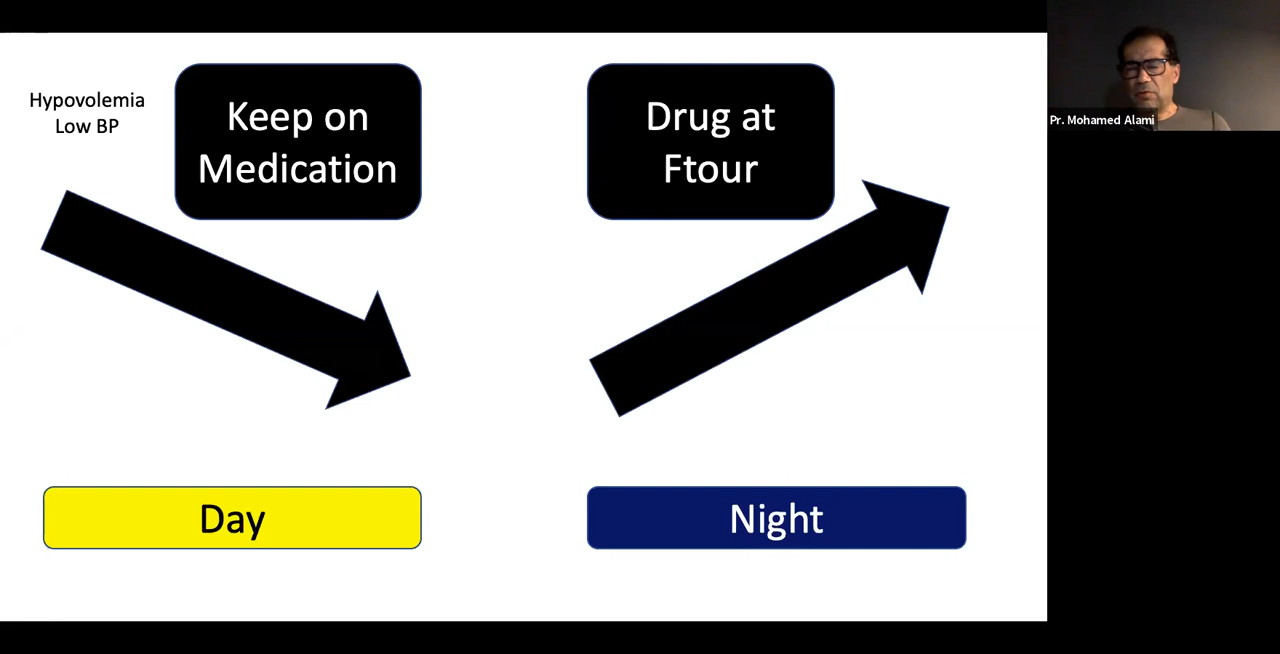 Hypovolemia
Low BP
Keep on
Medication
Drug at
Ftour
Day
Night
Pr. Mohamed Alami